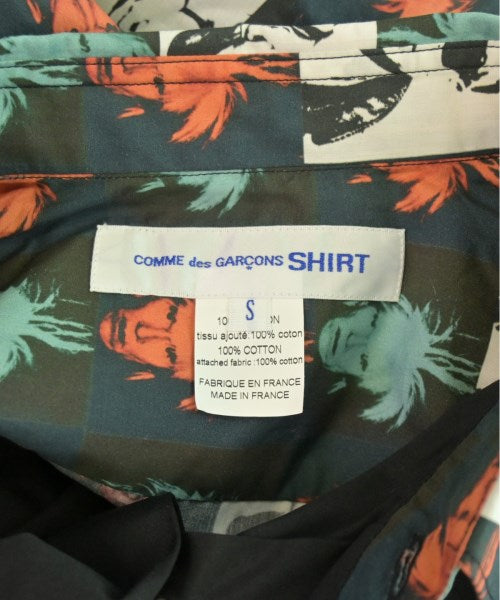 COMME des GARÇONS SHIRT
S
tissu ajouté:100% coton
100% COTTON
attached fabric:100% cotton
FABRIQUE EN FRANCE
MADE IN FRANCE